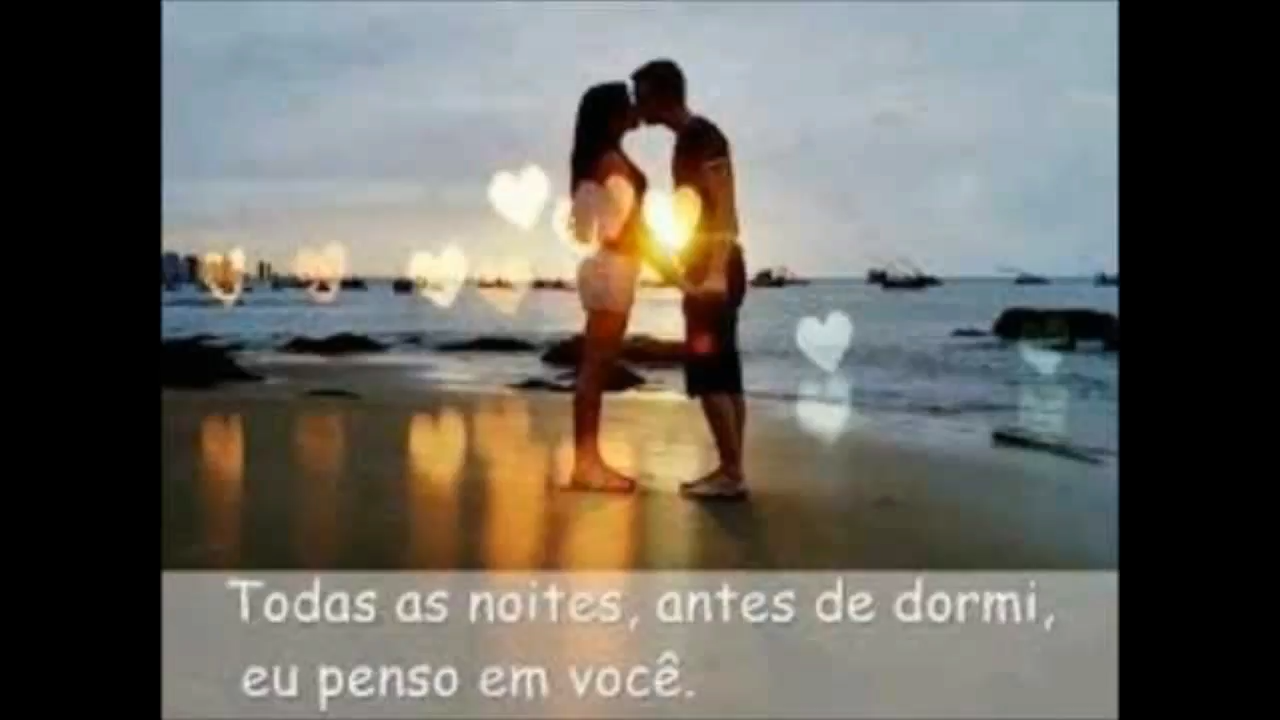 Todas as noites, antes de dormi,
eu penso em você.